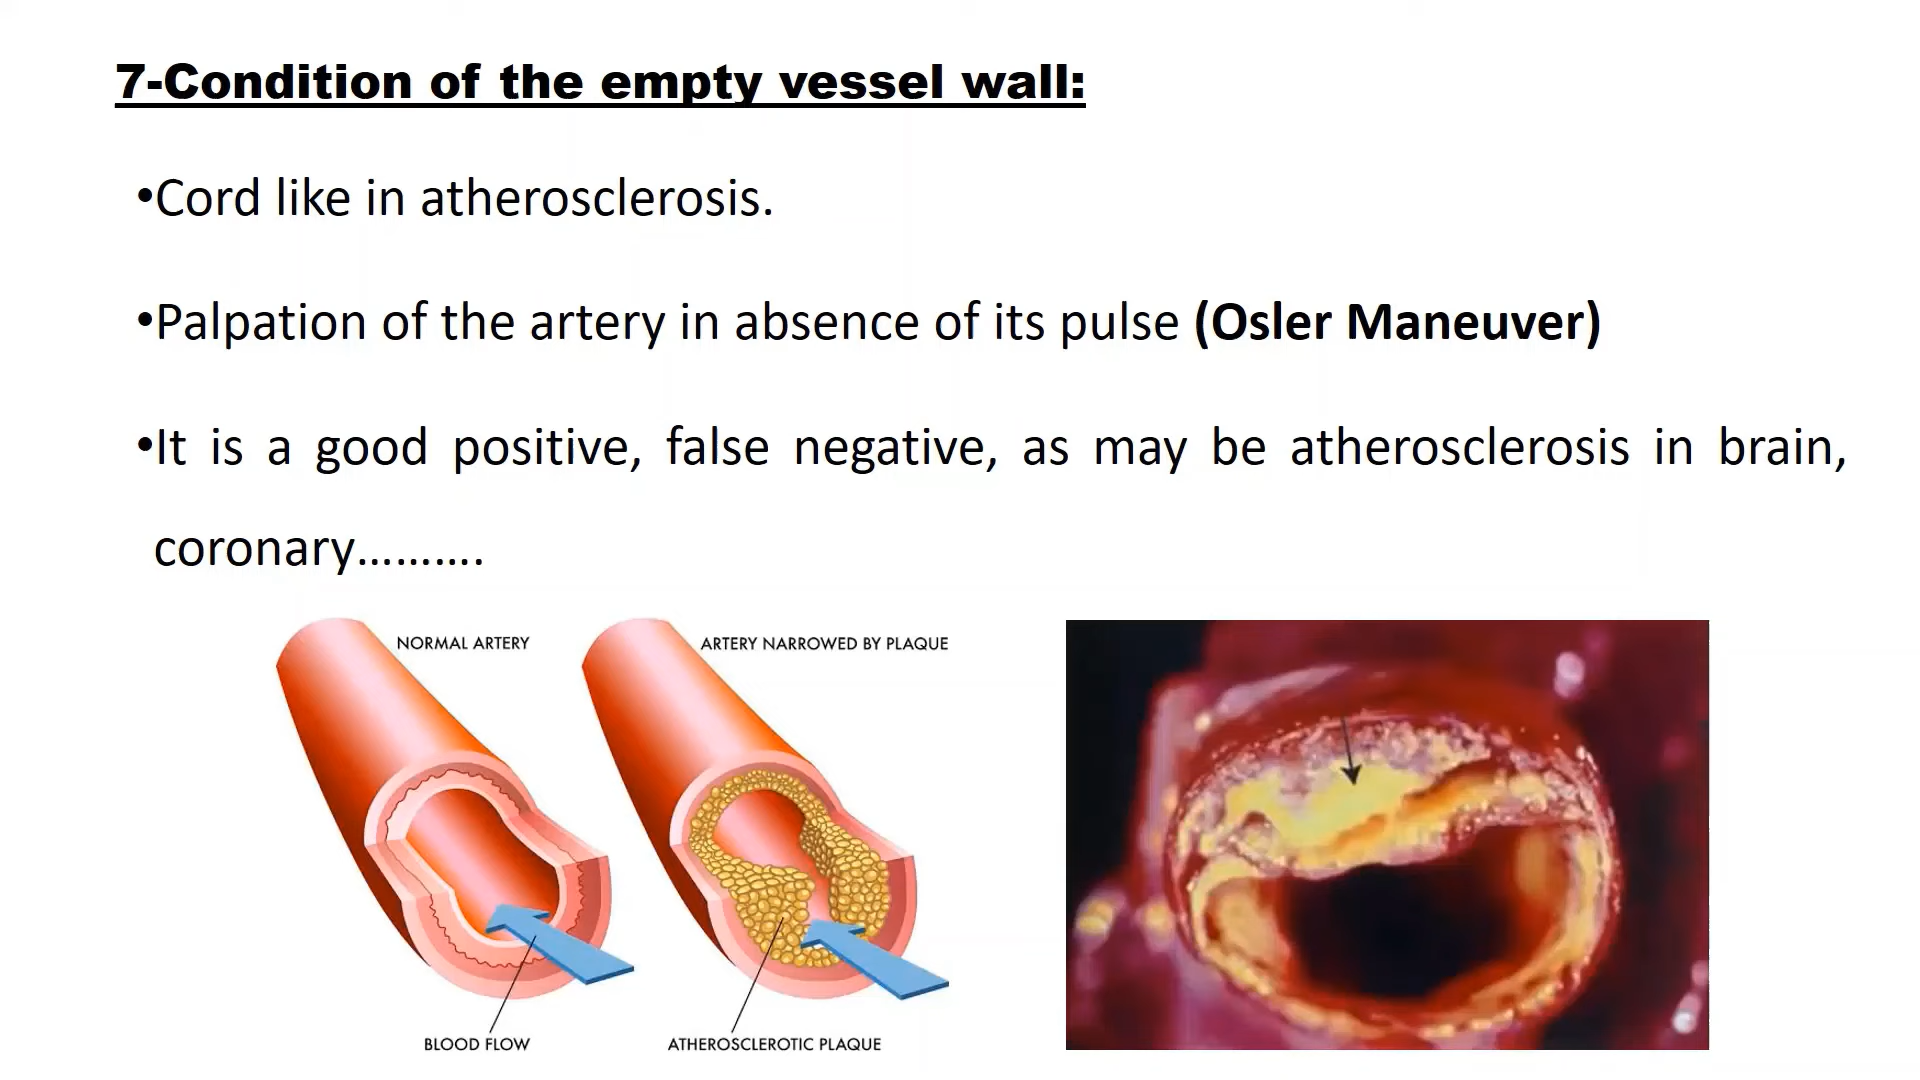 7-Condition of the empty vessel wall:
•Cord like in atherosclerosis.
•Palpation of the artery in absence of its pulse (Osler Maneuver)
•It is a good positive, false negative, as may be atherosclerosis in brain,
coronary……….
NORMAL ARTERY
ARTERY NARROWED BY PLAQUE
BLOOD FLOW
ATHEROSCLEROTIC PLAQUE